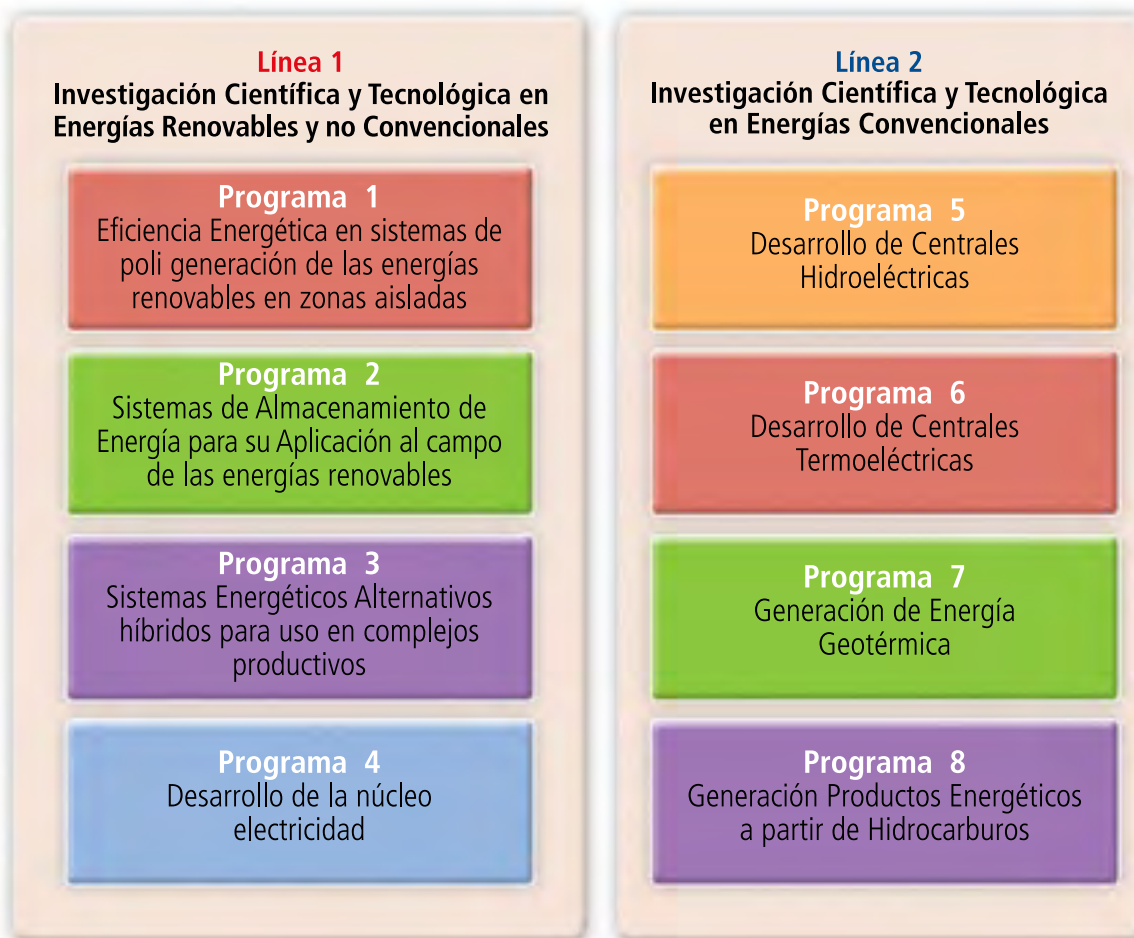 Línea 1
Investigación Científica y Tecnológica en
Energías Renovables y no Convencionales
Programa 1
Eficiencia Energética en sistemas de
poli generación de las energías
renovables en zonas aisladas
Programa 2
Sistemas de Almacenamiento de
Energía para su Aplicación al campo
de las energías renovables
Programa 3
Sistemas Energéticos Alternativos
híbridos para uso en complejos
productivos
Programa 4
Desarrollo de la núcleo
electricidad
Línea 2
Investigación Científica y Tecnológica
en Energías Convencionales
Programa 5
Desarrollo de Centrales
Hidroeléctricas
Programa 6
Desarrollo de Centrales
Termoeléctricas
Programa 7
Generación de Energía
Geotérmica
Programa 8
Generación Productos Energéticos
a partir de Hidrocarburos